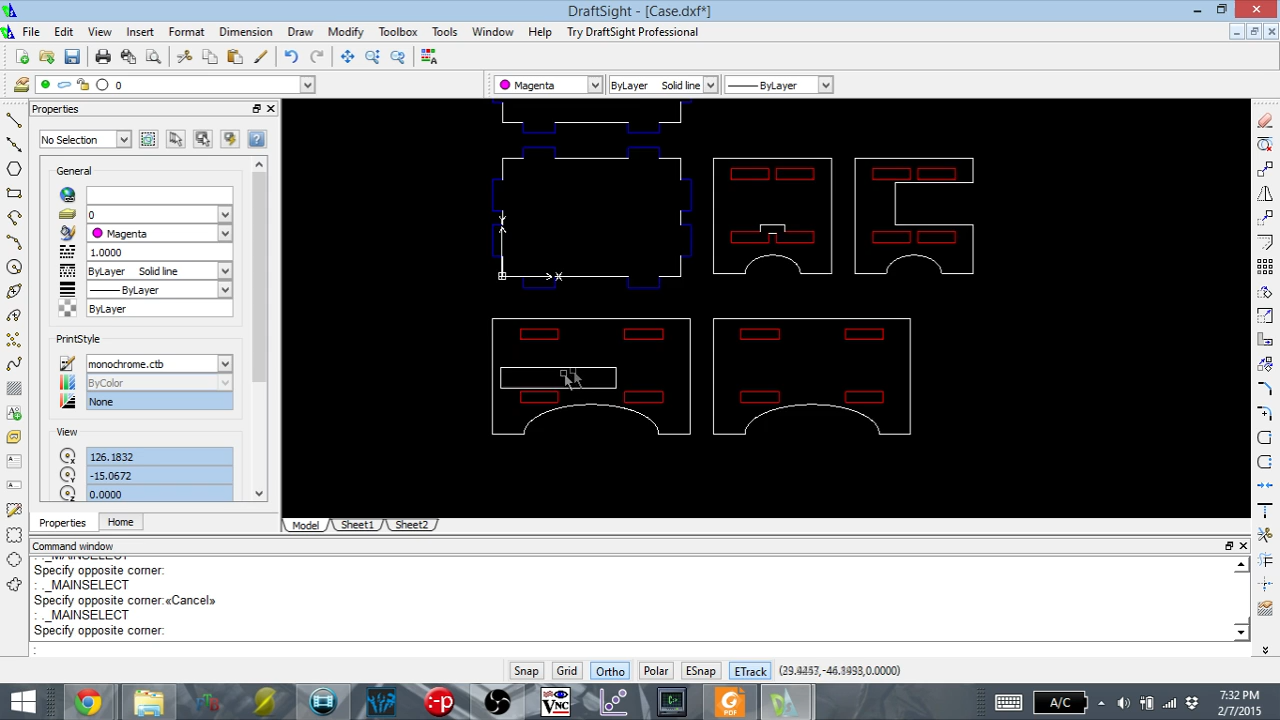 DraftSight - [Case.dxf*]
File Edit View Insert Format Dimension Draw Modify Toolbox Tools Window Help Try DraftSight Professional
0
Magenta
ByLayer Solid line
ByLayer
Properties
No Selection
General
0
Magenta
1.0000
ByLayer Solid line
ByLayer
ByLayer
PrintStyle
monochrome.ctb
ByColor
None
View
126.1832
-15.0672
0.0000
Properties Home
Y
X
Model Sheet1 Sheet2
Command window
: ._MAINSELECT
Specify opposite corner:
: ._MAINSELECT
Specify opposite corner:«Cancel»
: ._MAINSELECT
Specify opposite corner:
:
Snap Grid Ortho Polar ESnap ETrack
A/C
7:32 PM
2/7/2015
VNC
PDF